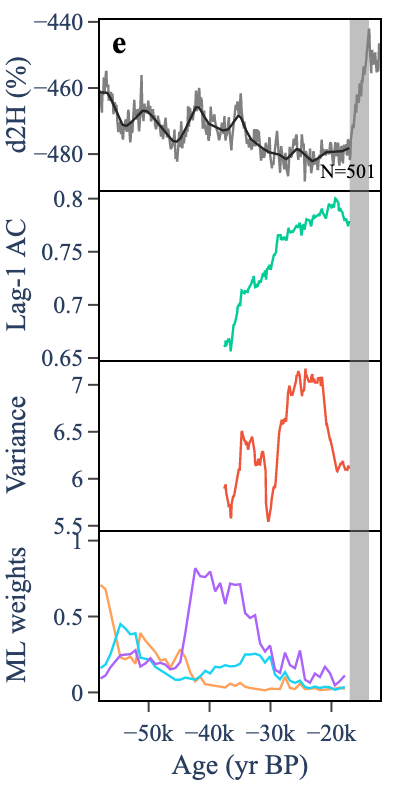 e
−440
−460
−480
d2H (%)
N=501
0.8
0.75
0.7
0.65
Lag-1 AC
7
6.5
6
5.5
Variance
1
0.5
0
ML weights
−50k −40k −30k −20k
Age (yr BP)